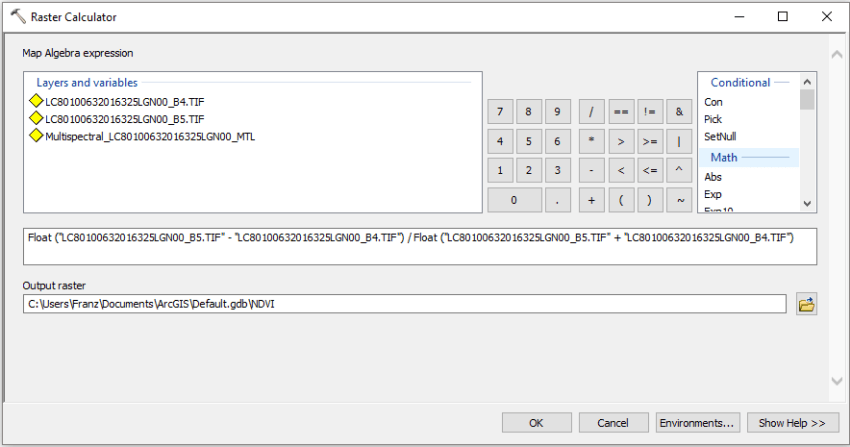 Raster Calculator
Map Algebra expression
Layers and variables
LC80100632016325LGN00_B4.TIF
LC80100632016325LGN00_B5.TIF
Multispectral_LC80100632016325LGN00_MTL
7 8 9 / == != &
4 5 6 * > >= |
1 2 3 - < <= ^
0 . + ( ) ~
Conditional
Con
Pick
SetNull
Math
Abs
Exp
Exp10
Float ("LC80100632016325LGN00_B5.TIF" - "LC80100632016325LGN00_B4.TIF") / Float ("LC80100632016325LGN00_B5.TIF" + "LC80100632016325LGN00_B4.TIF")
Output raster
C:\Users\Franz\Documents\ArcGIS\Default.gdb\NDVI
OK Cancel Environments... Show Help >>